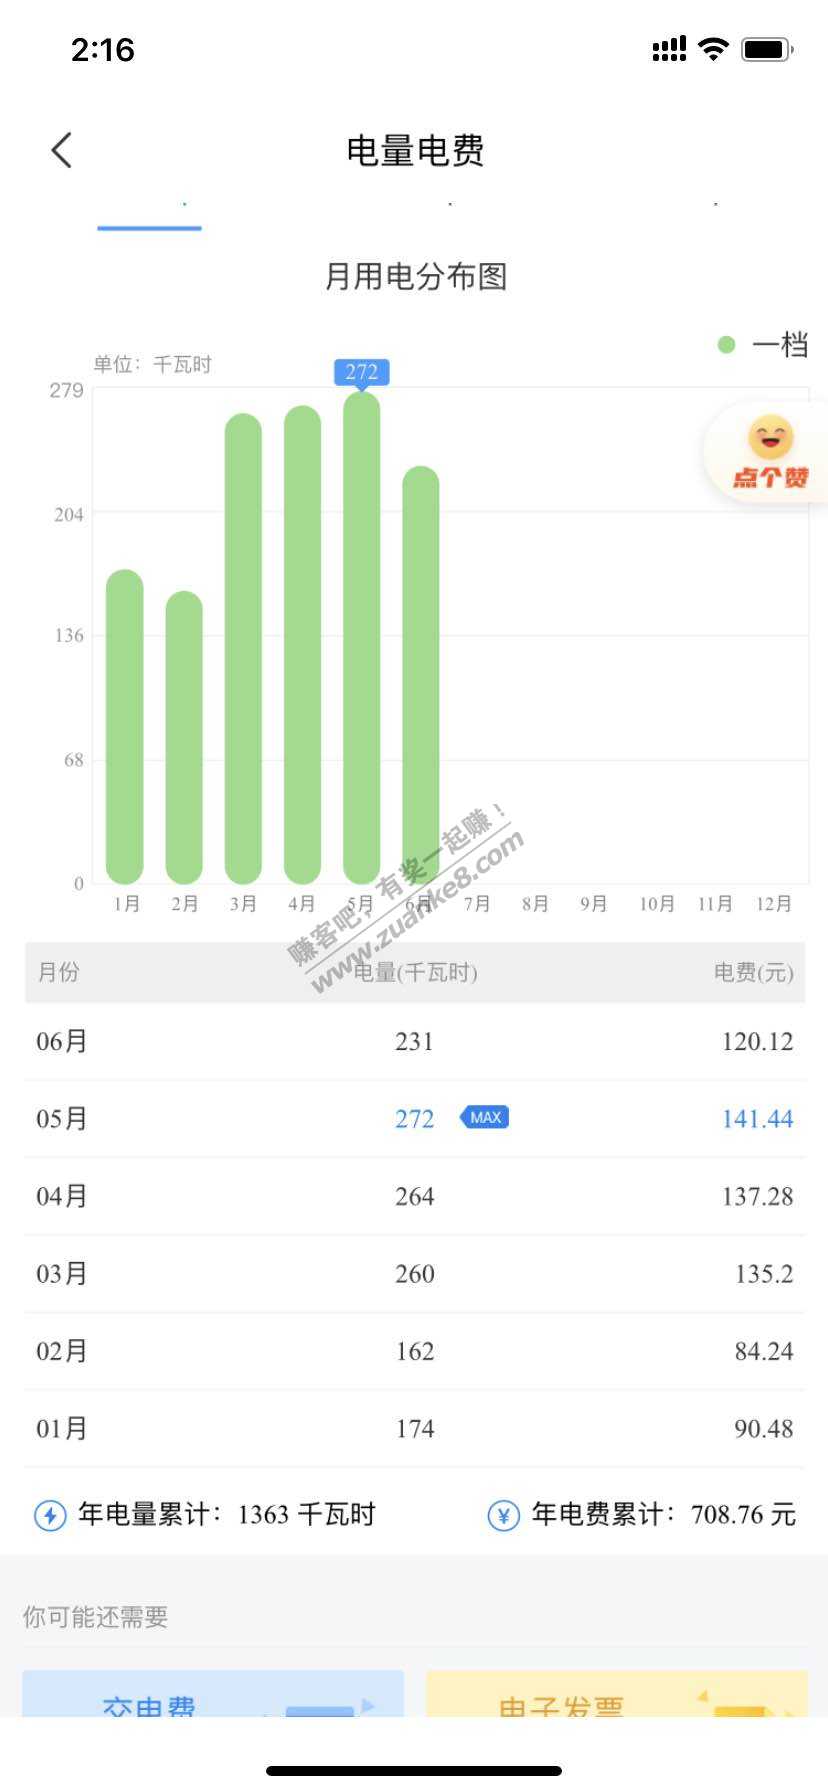 2:16
电量电费
月用电分布图
一档
单位：千瓦时
272
279
点个赞
204
136
68
0
1月 2月 3月 4月 5月 6月 7月 8月 9月 10月 11月 12月
赚客吧，有奖一起赚！
www.zuanke8.com
月份 电量(千瓦时) 电费(元)
06月 231 120.12
05月 272 MAX 141.44
04月 264 137.28
03月 260 135.2
02月 162 84.24
01月 174 90.48
年电量累计：1363 千瓦时 年电费累计：708.76 元
你可能还需要
交电费 电子发票